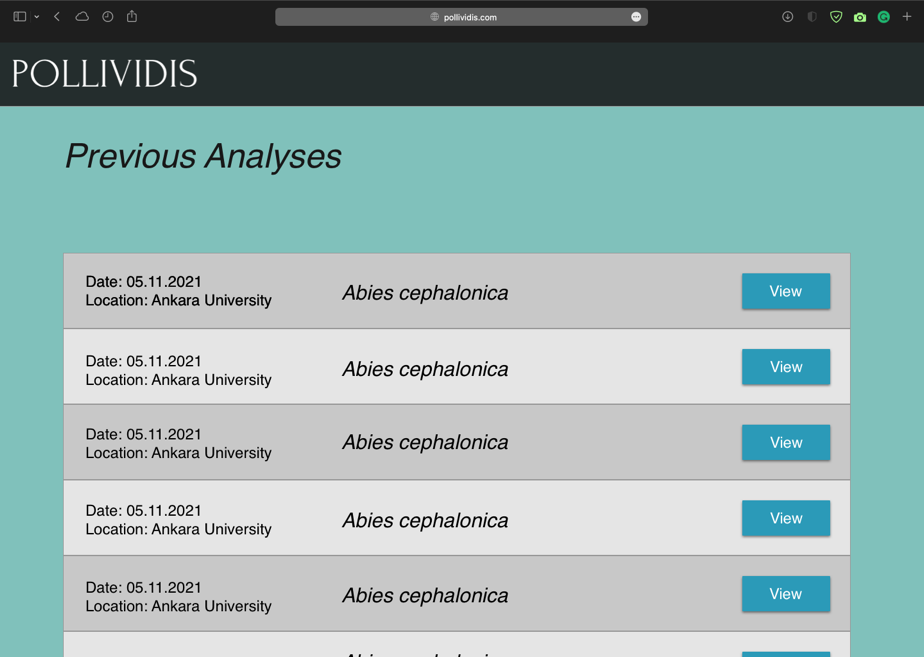 pollividis.com
POLLIVIDIS
Previous Analyses
Date: 05.11.2021
Location: Ankara University
Abies cephalonica
View
Date: 05.11.2021
Location: Ankara University
Abies cephalonica
View
Date: 05.11.2021
Location: Ankara University
Abies cephalonica
View
Date: 05.11.2021
Location: Ankara University
Abies cephalonica
View
Date: 05.11.2021
Location: Ankara University
Abies cephalonica
View